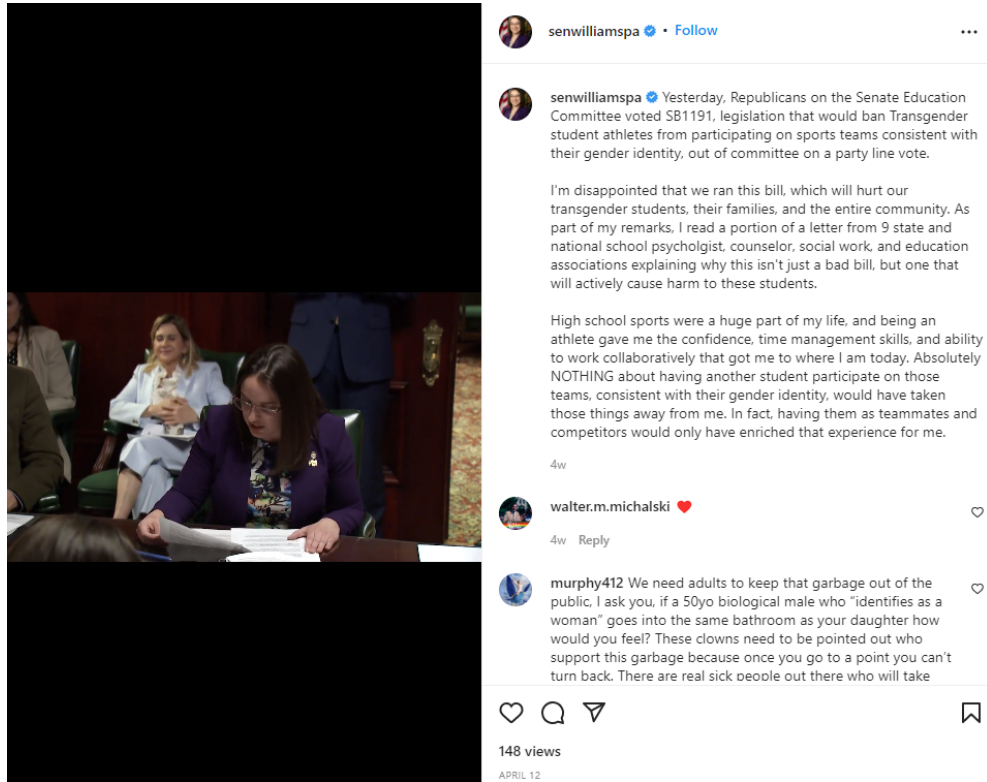 senwilliamspa • Follow
senwilliamspa Yesterday, Republicans on the Senate Education
Committee voted SB1191, legislation that would ban Transgender
student athletes from participating on sports teams consistent with
their gender identity, out of committee on a party line vote.
I'm disappointed that we ran this bill, which will hurt our
transgender students, their families, and the entire community. As
part of my remarks, I read a portion of a letter from 9 state and
national school psycholgist, counselor, social work, and education
associations explaining why this isn't just a bad bill, but one that
will actively cause harm to these students.
High school sports were a huge part of my life, and being an
athlete gave me the confidence, time management skills, and ability
to work collaboratively that got me to where I am today. Absolutely
NOTHING about having another student participate on those
teams, consistent with their gender identity, would have taken
those things away from me. In fact, having them as teammates and
competitors would only have enriched that experience for me.
4w
walter.m.michalski ❤️
4w Reply
murphy412 We need adults to keep that garbage out of the
public, I ask you, if a 50yo biological male who “identifies as a
woman” goes into the same bathroom as your daughter how
would you feel? These clowns need to be pointed out who
support this garbage because once you go to a point you can’t
turn back. There are real sick people out there who will take
148 views
APRIL 12